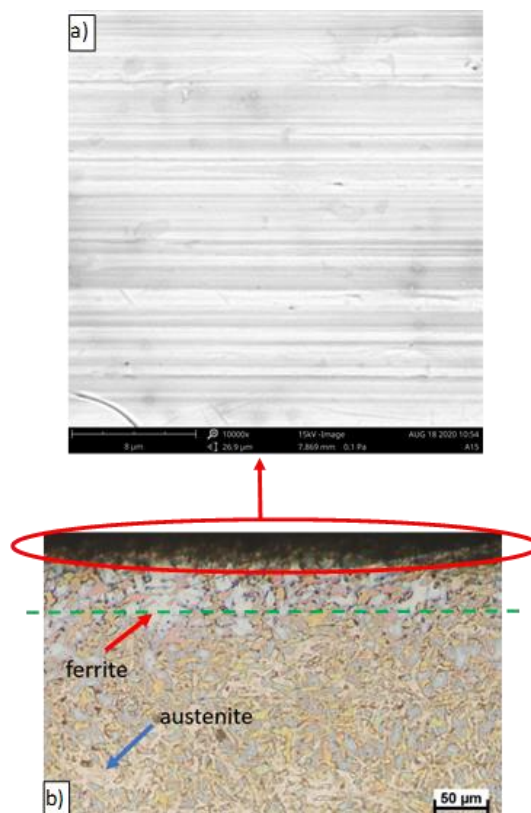 a)
8 µm
10000x
26.9 µm
15kV -Image
7.869 mm 0.1 Pa
AUG 18 2020 10:54
A15
ferrite
austenite
b)
50 µm